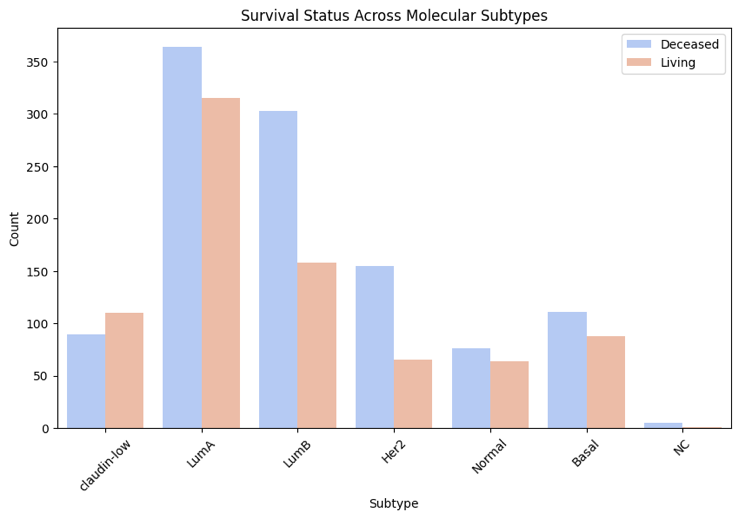 Survival Status Across Molecular Subtypes
Deceased
Living
350
300
250
200
150
100
50
0
Count
claudin-low
LumA
LumB
Her2
Normal
Basal
NC
Subtype